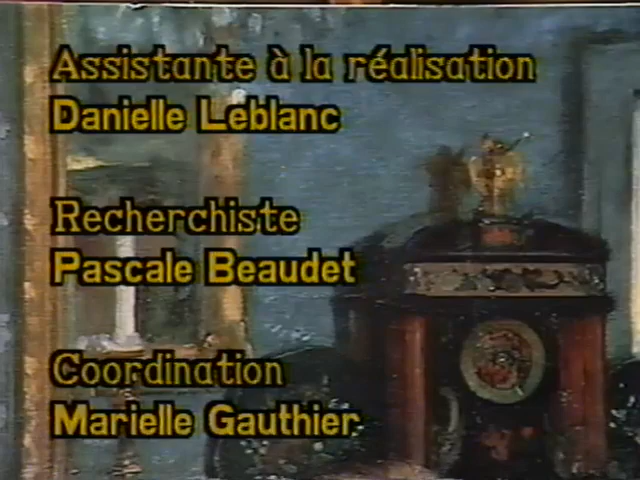 Assistante à la réalisation
Danielle Leblanc
Recherchiste
Pascale Beaudet
Coordination
Marielle Gauthier